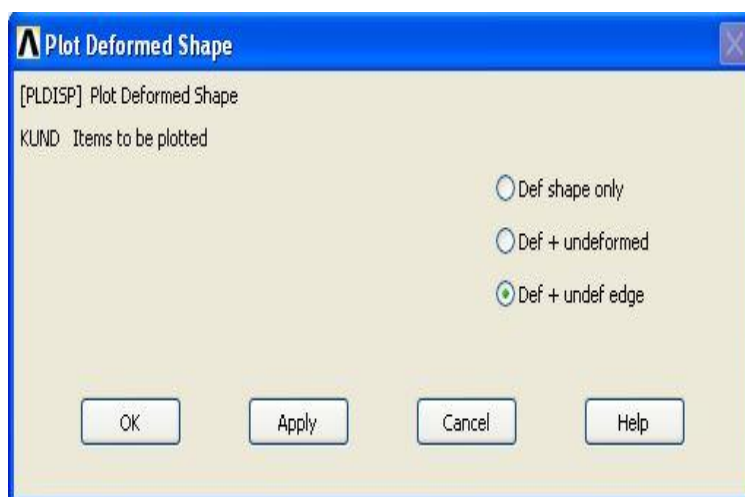 Plot Deformed Shape
[PLDISP] Plot Deformed Shape
KUND Items to be plotted
Def shape only
Def + undeformed
Def + undef edge
OK Apply Cancel Help